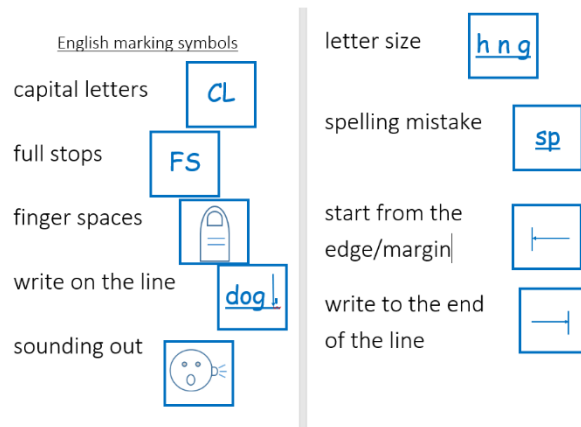 English marking symbols
capital letters
CL
full stops
FS
finger spaces
write on the line
dog
sounding out
letter size
h n g
spelling mistake
sp
start from the
edge/margin
write to the end
of the line